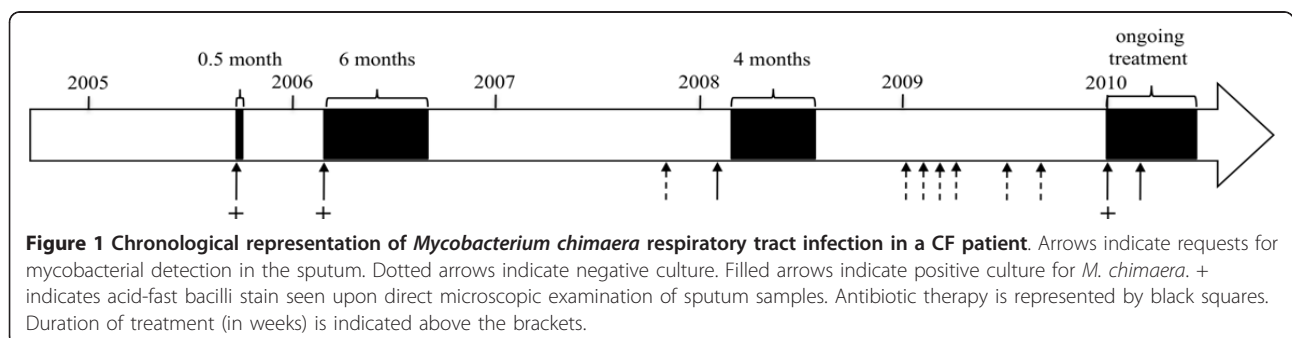 ongoing
0.5 month 6 months 4 months treatment
2005 2006 2007 2008 2009 2010
+ + +
Figure 1 Chronological representation of Mycobacterium chimaera respiratory tract infection in a CF patient. Arrows indicate requests for
mycobacterial detection in the sputum. Dotted arrows indicate negative culture. Filled arrows indicate positive culture for M. chimaera. +
indicates acid-fast bacilli stain seen upon direct microscopic examination of sputum samples. Antibiotic therapy is represented by black squares.
Duration of treatment (in weeks) is indicated above the brackets.